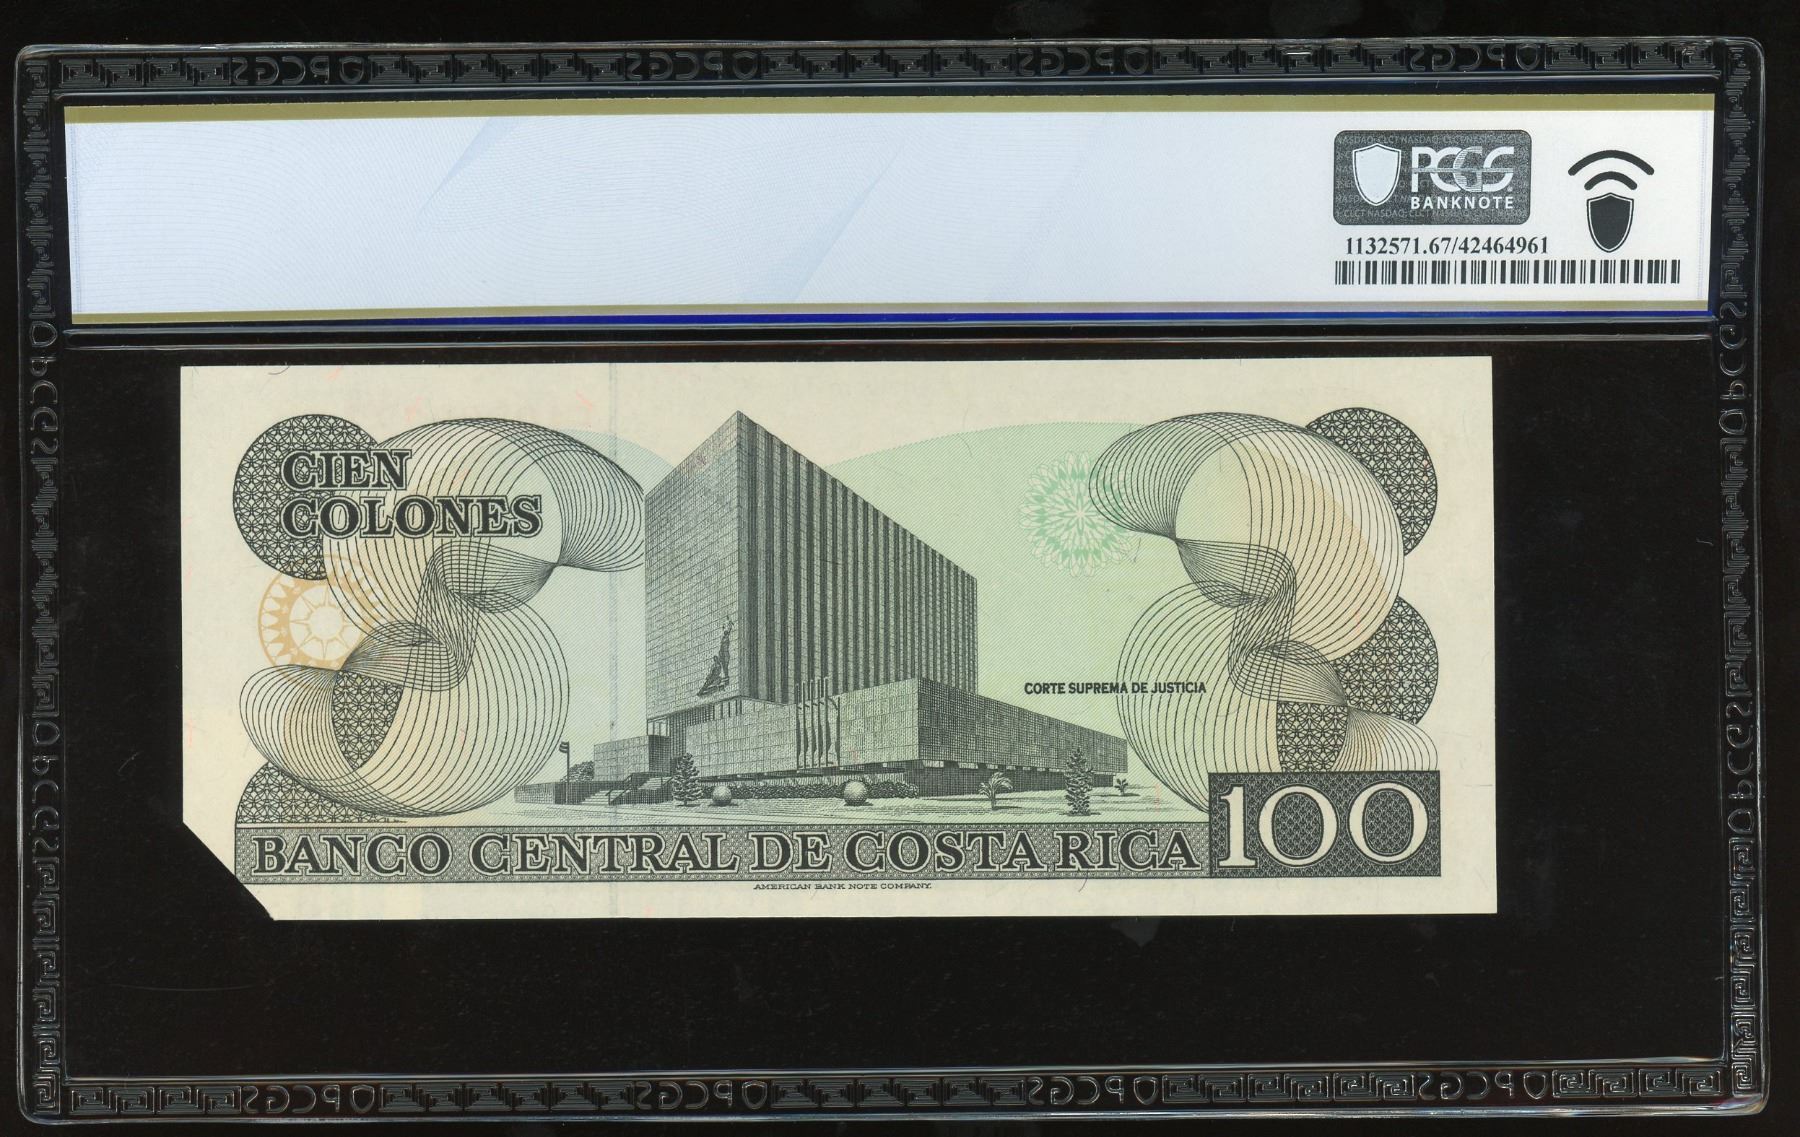 PCGS
BANKNOTE
1132571.67/42464961
CIEN
COLONES
CORTE SUPREMA DE JUSTICIA
100
BANCO CENTRAL DE COSTA RICA
AMERICAN BANK NOTE COMPANY.